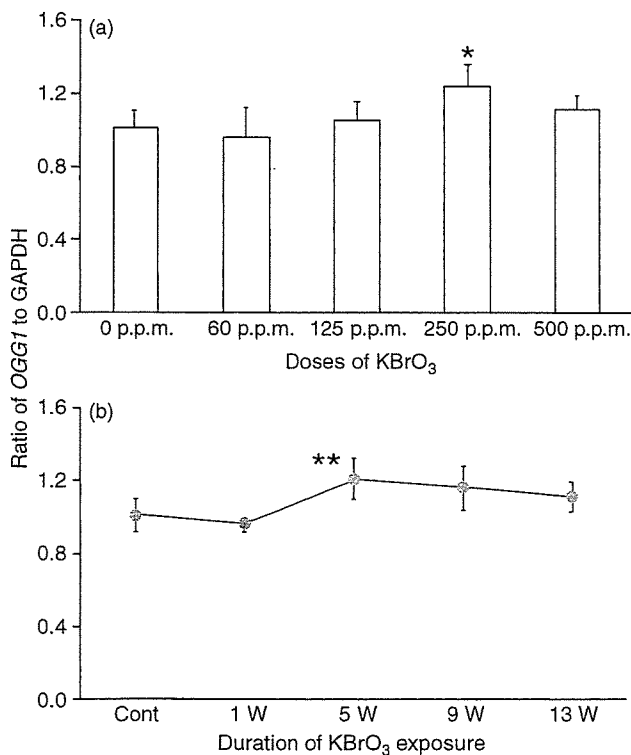 (a)
*
1.6
1.2
0.8
0.4
0.0
0 p.p.m. 60 p.p.m. 125 p.p.m. 250 p.p.m. 500 p.p.m.
Doses of KBrO₃
Ratio of OGG1 to GAPDH
(b)
**
1.6
1.2
0.8
0.4
0.0
Cont 1 W 5 W 9 W 13 W
Duration of KBrO₃ exposure